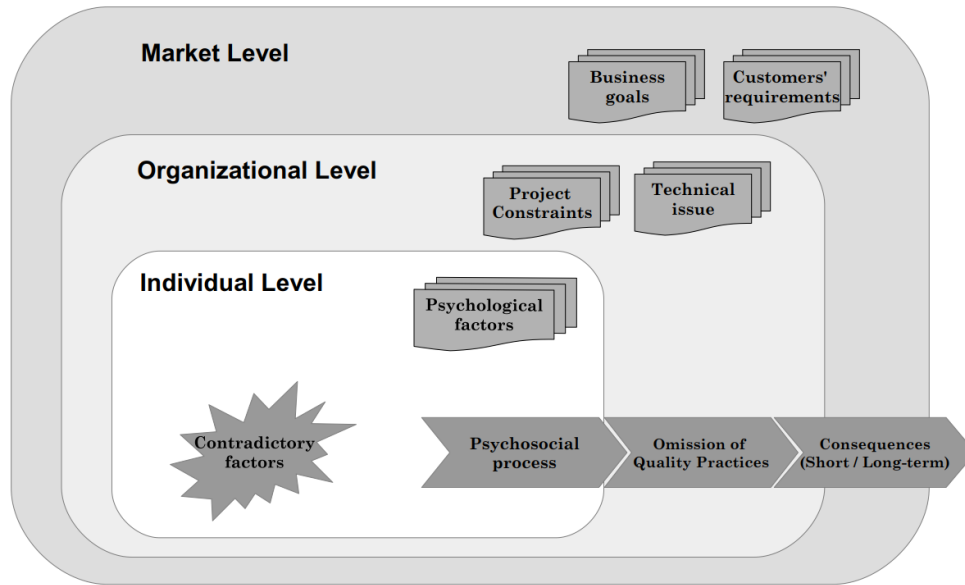 Market Level
Business
goals
Customers'
requirements
Organizational Level
Project
Constraints
Technical
issue
Individual Level
Psychological
factors
Contradictory
factors
Psychosocial
process
Omission of
Quality Practices
Consequences
(Short / Long-term)